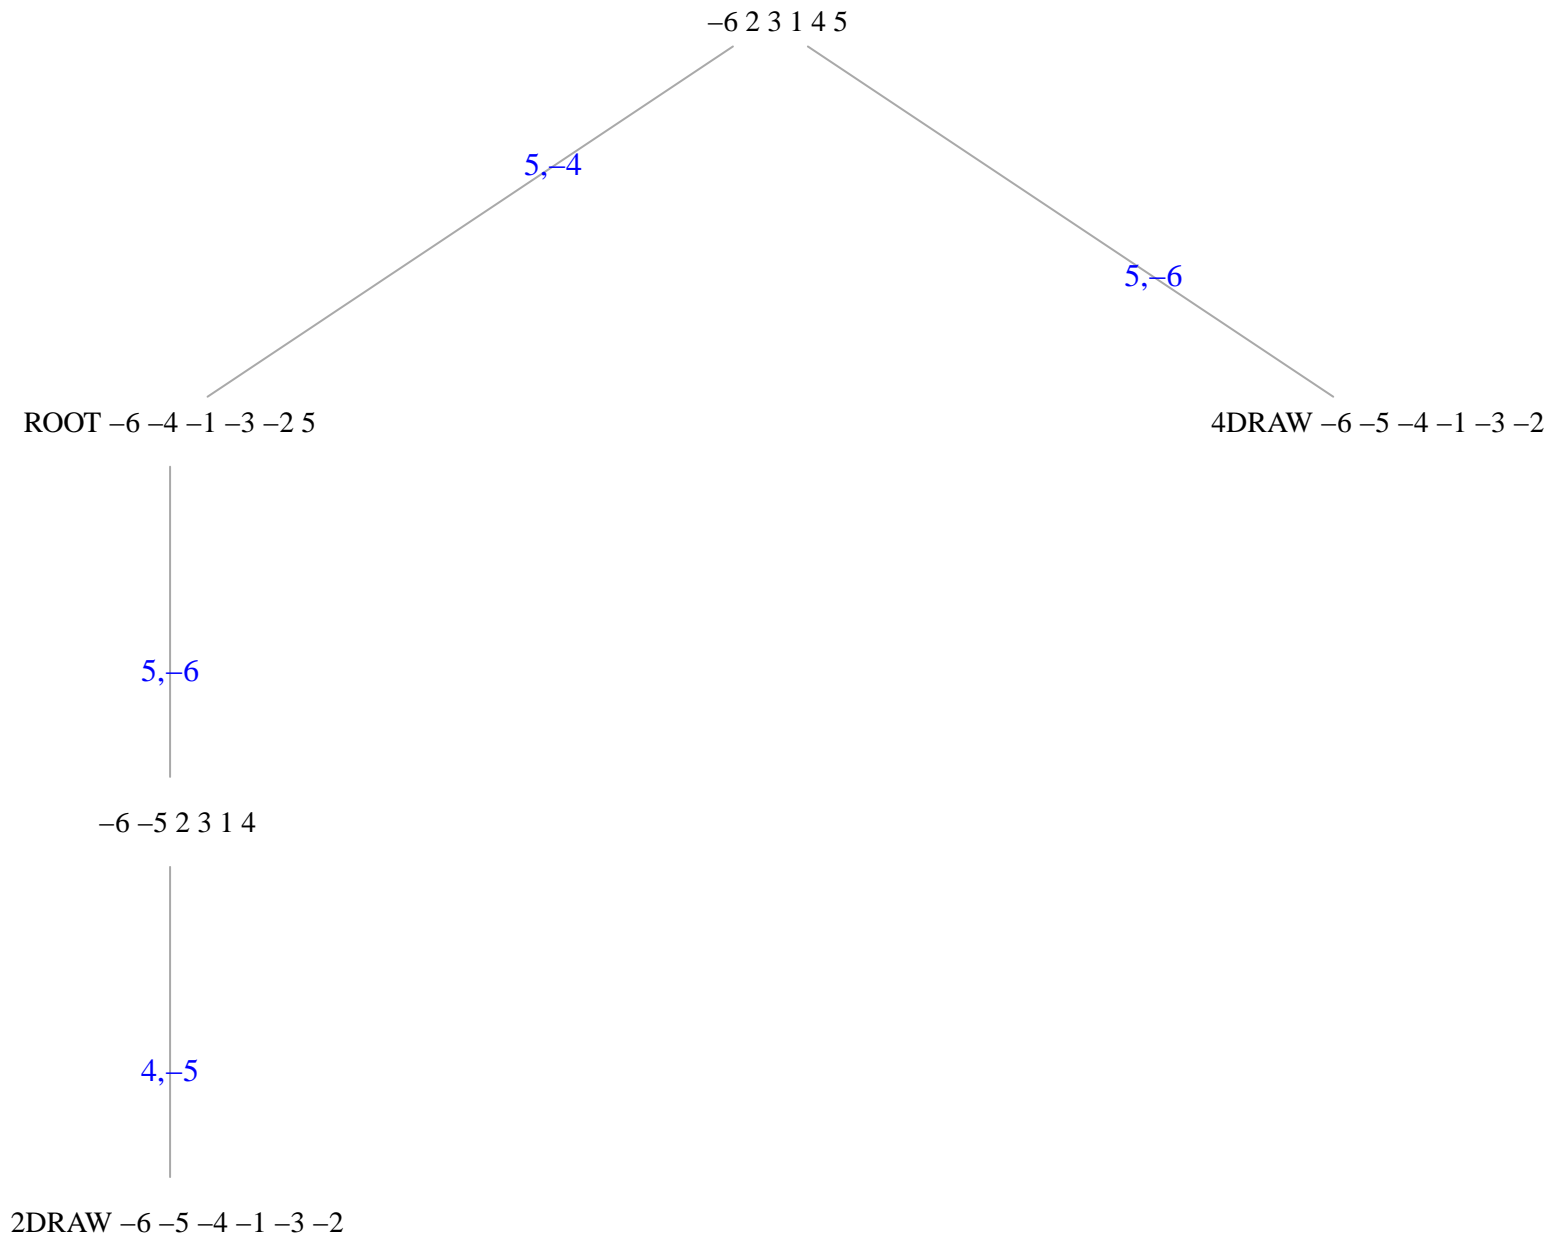 –6 2 3 1 4 5
5,–4
5,–6
ROOT –6 –4 –1 –3 –2 5
4DRAW –6 –5 –4 –1 –3 –2
5,–6
–6 –5 2 3 1 4
4,–5
2DRAW –6 –5 –4 –1 –3 –2